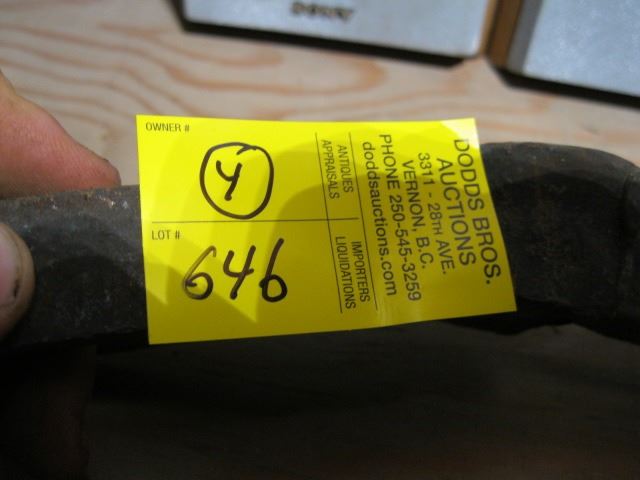 OWNER #
4
LOT #
646
ANTIQUES
APPRAISALS
IMPORTERS
LIQUIDATIONS
DODDS BROS.
AUCTIONS
3311 - 28TH AVE.
VERNON, B.C.
PHONE 250-545-3259
doddsauctions.com